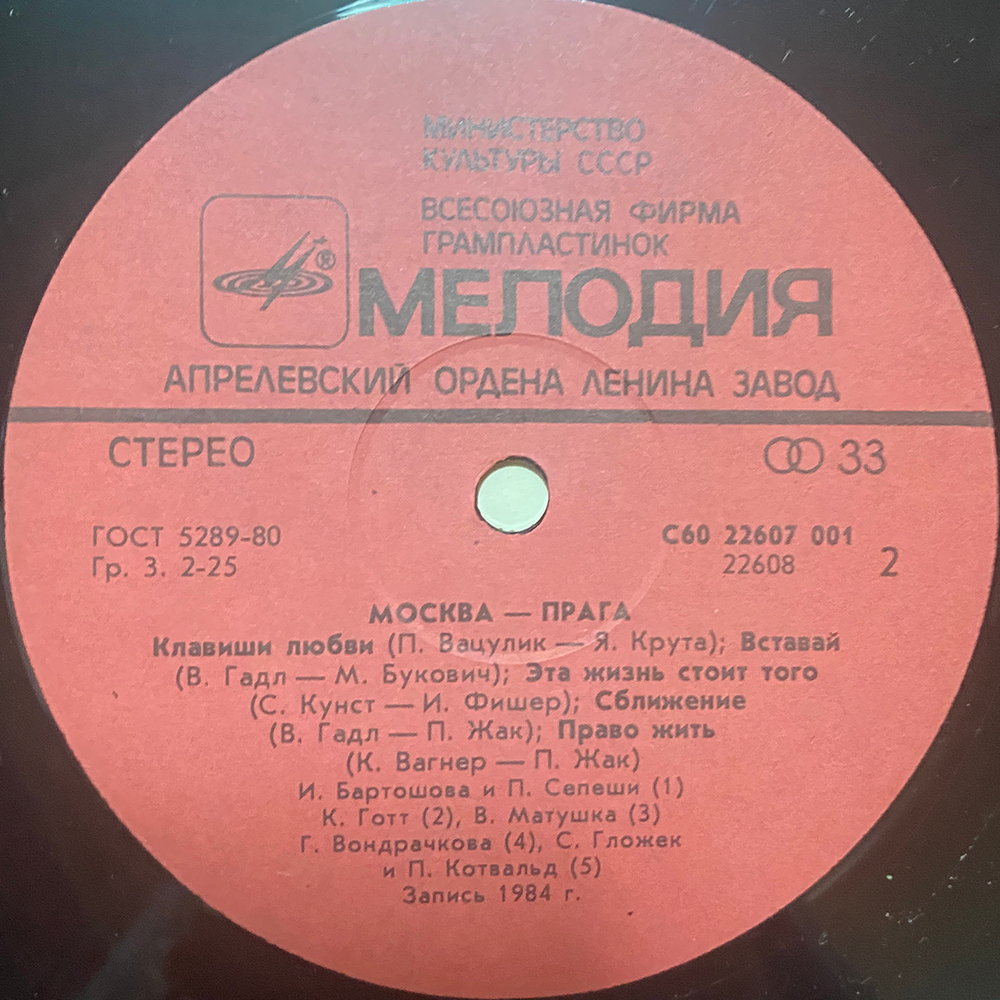 МИНИСТЕРСТВО
КУЛЬТУРЫ СССР
ВСЕСОЮЗНАЯ ФИРМА
ГРАМПЛАСТИНОК
®
МЕЛОДИЯ
АПРЕЛЕВСКИЙ ОРДЕНА ЛЕНИНА ЗАВОД
СТЕРЕО
33
ГОСТ 5289-80
Гр. 3. 2-25
С60 22607 001
22608
2
МОСКВА — ПРАГА
Клавиши любви (П. Вацулик — Я. Крута); Вставай
(В. Гадл — М. Букович); Эта жизнь стоит того
(С. Кунст — И. Фишер); Сближение
(В. Гадл — П. Жак); Право жить
(К. Вагнер — П. Жак)
И. Бартошова и П. Сепеши (1)
К. Готт (2), В. Матушка (3)
Г. Вондрачкова (4), С. Гложек
и П. Котвальд (5)
Запись 1984 г.